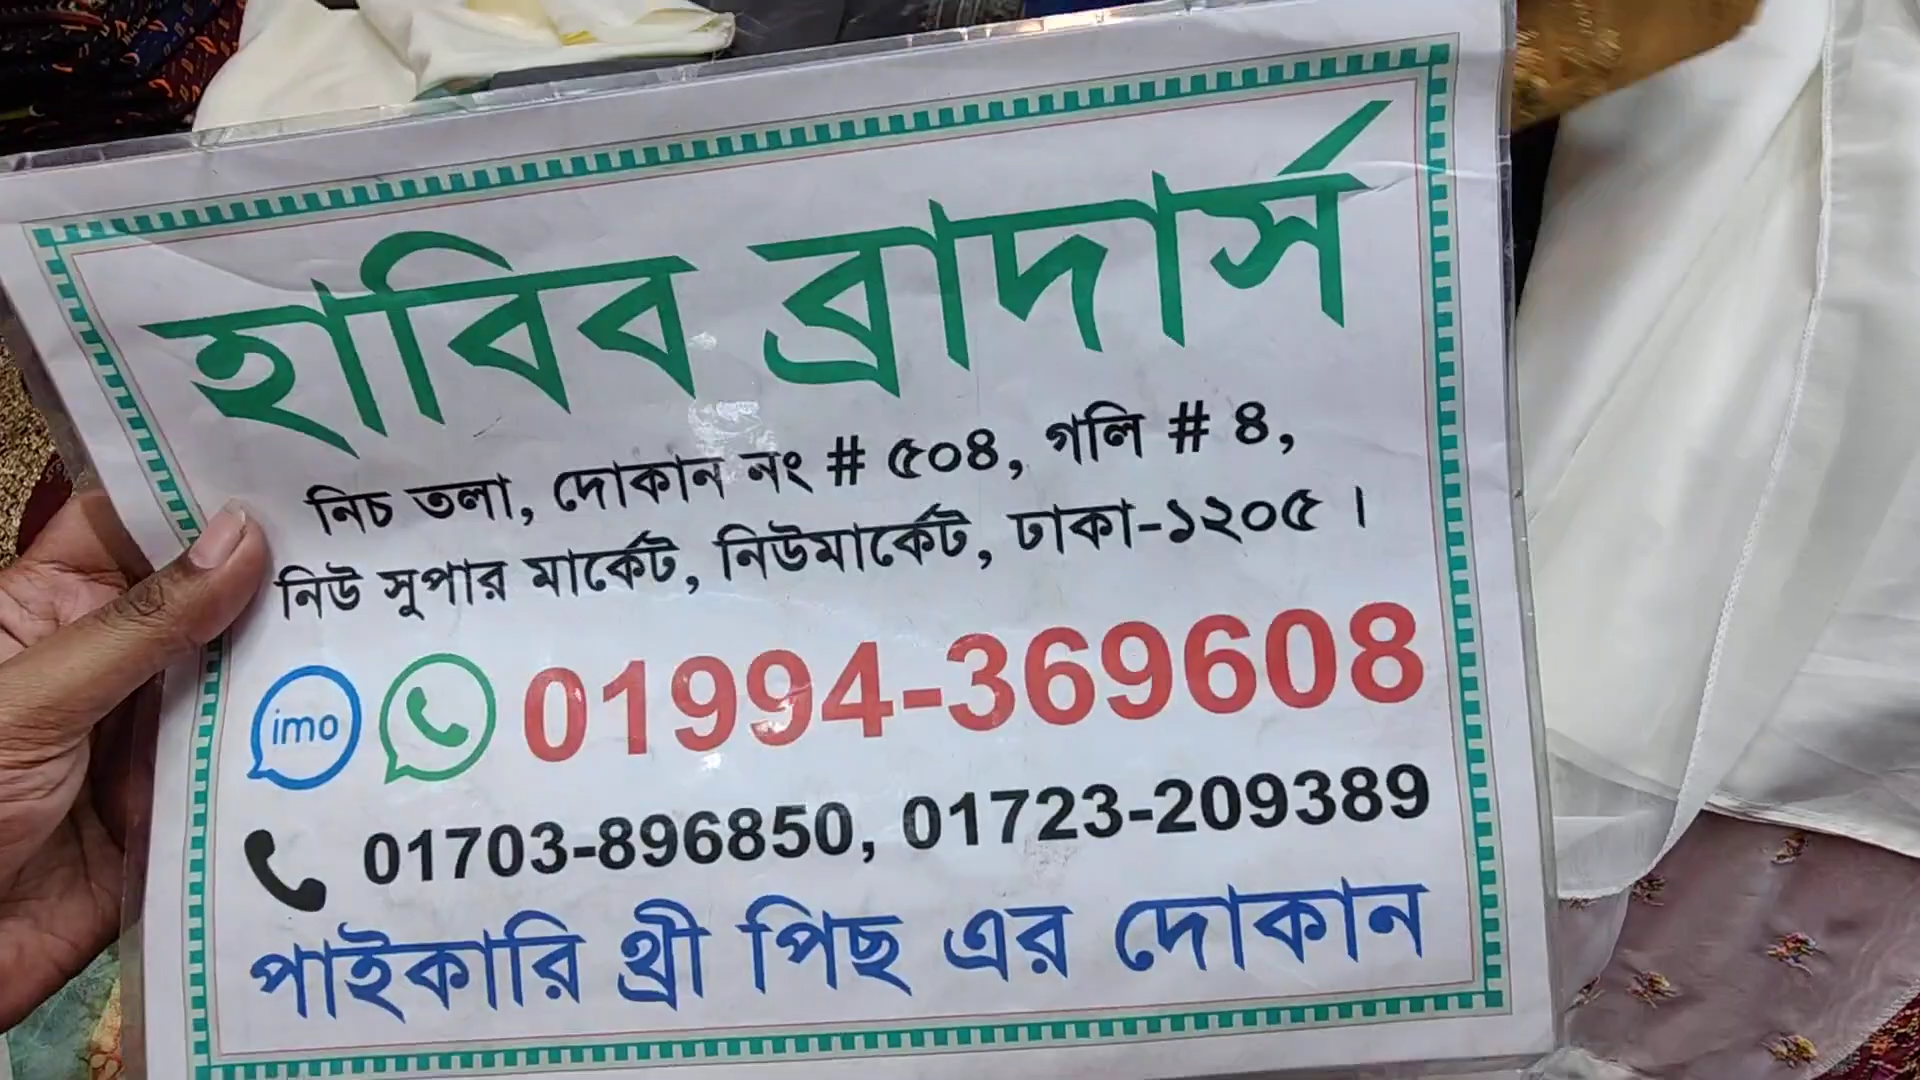 হাবিব ব্রাদার্স
নিচ তলা, দোকান নং # ৫০৪, গলি # ৪,
নিউ সুপার মার্কেট, নিউমার্কেট, ঢাকা-১২০৫ ।
imo 01994-369608
01703-896850, 01723-209389
পাইকারি থ্রী পিছ এর দোকান